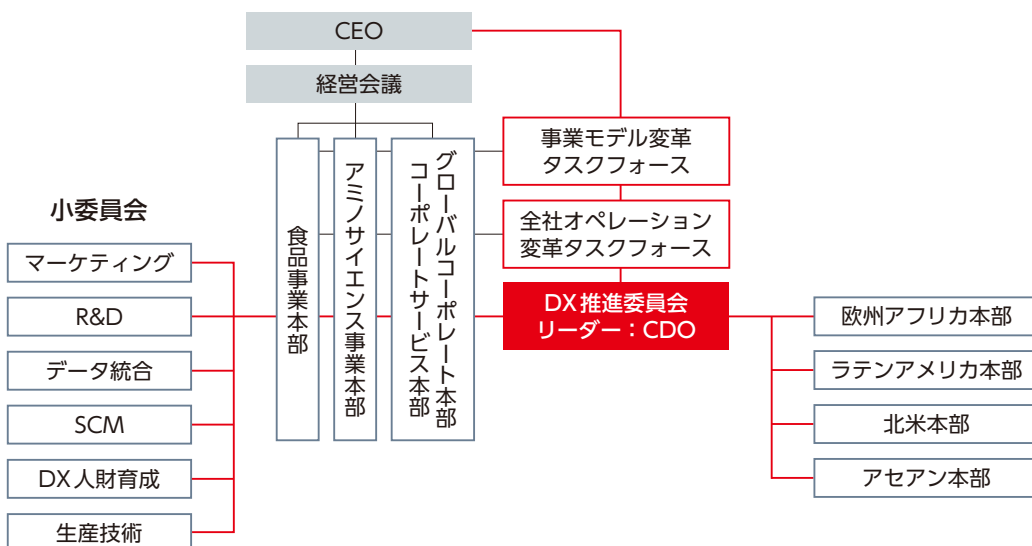 CEO
経営会議
事業モデル変革
タスクフォース
全社オペレーション
変革タスクフォース
DX推進委員会
リーダー：CDO
食品事業本部
アミノサイエンス事業本部
グローバルコーポレート本部
コーポレートサービス本部
小委員会
マーケティング
R&D
データ統合
SCM
DX人財育成
生産技術
欧州アフリカ本部
ラテンアメリカ本部
北米本部
アセアン本部